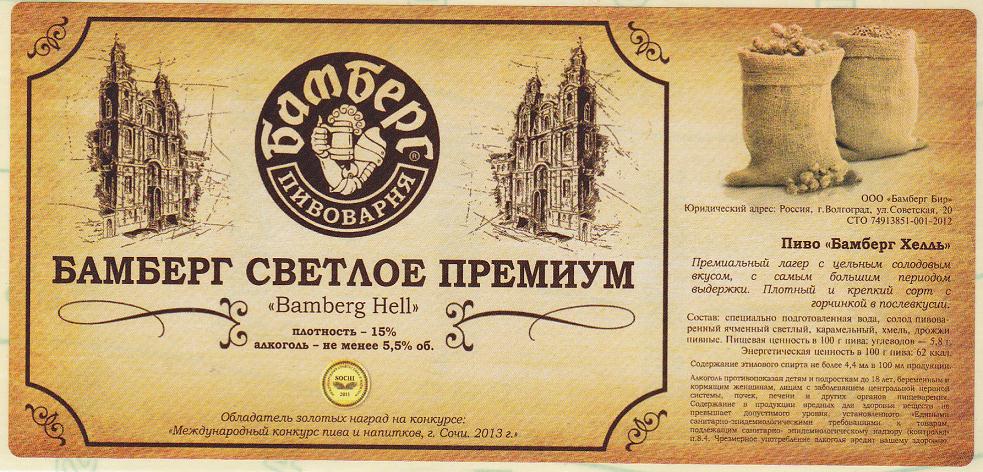 БАМБЕРГ
ПИВОВАРНЯ
®
БАМБЕРГ СВЕТЛОЕ ПРЕМИУМ
«Bamberg Hell»
плотность – 15%
алкоголь – не менее 5,5% об.
SOCHI
2013
Обладатель золотых наград на конкурсе:
«Международный конкурс пива и напитков, г. Сочи. 2013 г.»
ООО «Бамберг Бир»
Юридический адрес: Россия, г.Волгоград, ул.Советская, 20
СТО 74913851-001-2012
Пиво «Бамберг Хелль»
Премиальный лагер с цельным солодовым
вкусом, с самым большим периодом
выдержки. Плотный и крепкий сорт с
горчинкой в послевкусии.
Состав: специально подготовленная вода, солод пивова-
ренный ячменный светлый, карамельный, хмель, дрожжи
пивные. Пищевая ценность в 100 г пива: углеводов — 5,8 г.
Энергетическая ценность в 100 г пива: 62 ккал.
Содержание этилового спирта не более 4,4 мл в 100 мл продукции.
Алкоголь противопоказан детям и подросткам до 18 лет, беременным и
кормящим женщинам, лицам с заболеванием центральной нервной
системы, почек, печени и других органов пищеварения.
Содержание в продукции вредных для здоровья веществ не
превышает допустимого уровня, установленного «Едиными
санитарно-эпидемиологическими требованиями к товарам,
подлежащим санитарно- эпидемиологическому надзору (контролю)
п.8.4. Чрезмерное употребление алкоголя вредит вашему здоровью.